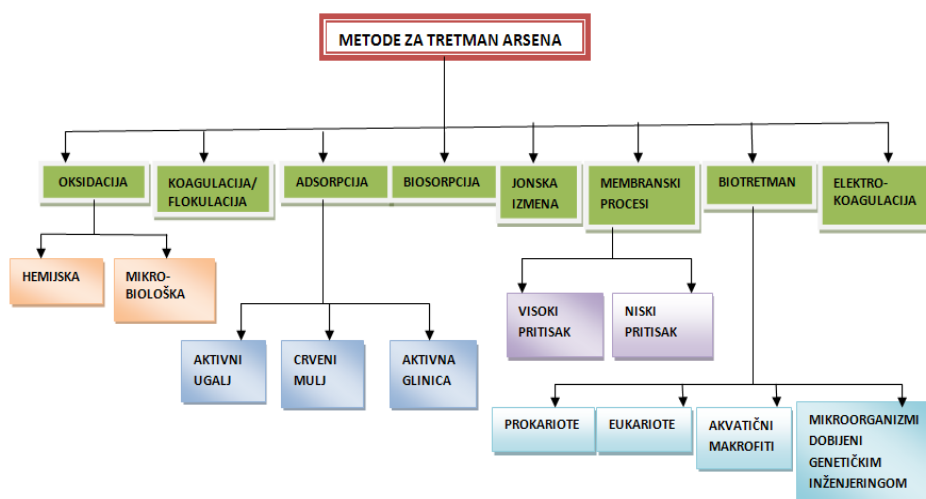 METODE ZA TRETMAN ARSENA
OKSIDACIJA
KOAGULACIJA/
FLOKULACIJA
ADSORPCIJA
BIOSORPCIJA
JONSKA
IZMENA
MEMBRANSKI
PROCESI
BIOTRETMAN
ELEKTRO-
KOAGULACIJA
HEMIJSKA
MIKRO-
BIOLOŠKA
AKTIVNI
UGALJ
CRVENI
MULJ
AKTIVNA
GLINICA
VISOKI
PRITISAK
NISKI
PRITISAK
PROKARIOTE
EUKARIOTE
AKVATIČNI
MAKROFITI
MIKROORGANIZMI
DOBIJENI
GENETIČKIM
INŽENJERINGOM